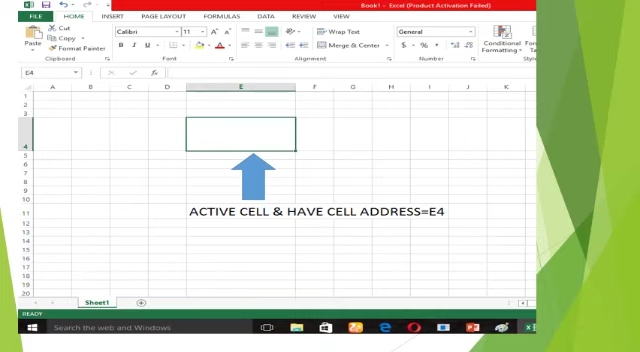 Book1 - Excel (Product Activation Failed)
FILE HOME INSERT PAGE LAYOUT FORMULAS DATA REVIEW VIEW
Cut
Copy
Format Painter
Paste
Clipboard
Calibri 11
B I U
Font
Wrap Text
Merge & Center
Alignment
General
$ % ,
Number
Conditional
Formatting
E4 fx
A B C D E F G H I J K
1
2
3
4
5
6
7
8
9
10
11
12
13
14
15
16
17
18
19
20
ACTIVE CELL & HAVE CELL ADDRESS=E4
Sheet1
READY
Search the web and Windows